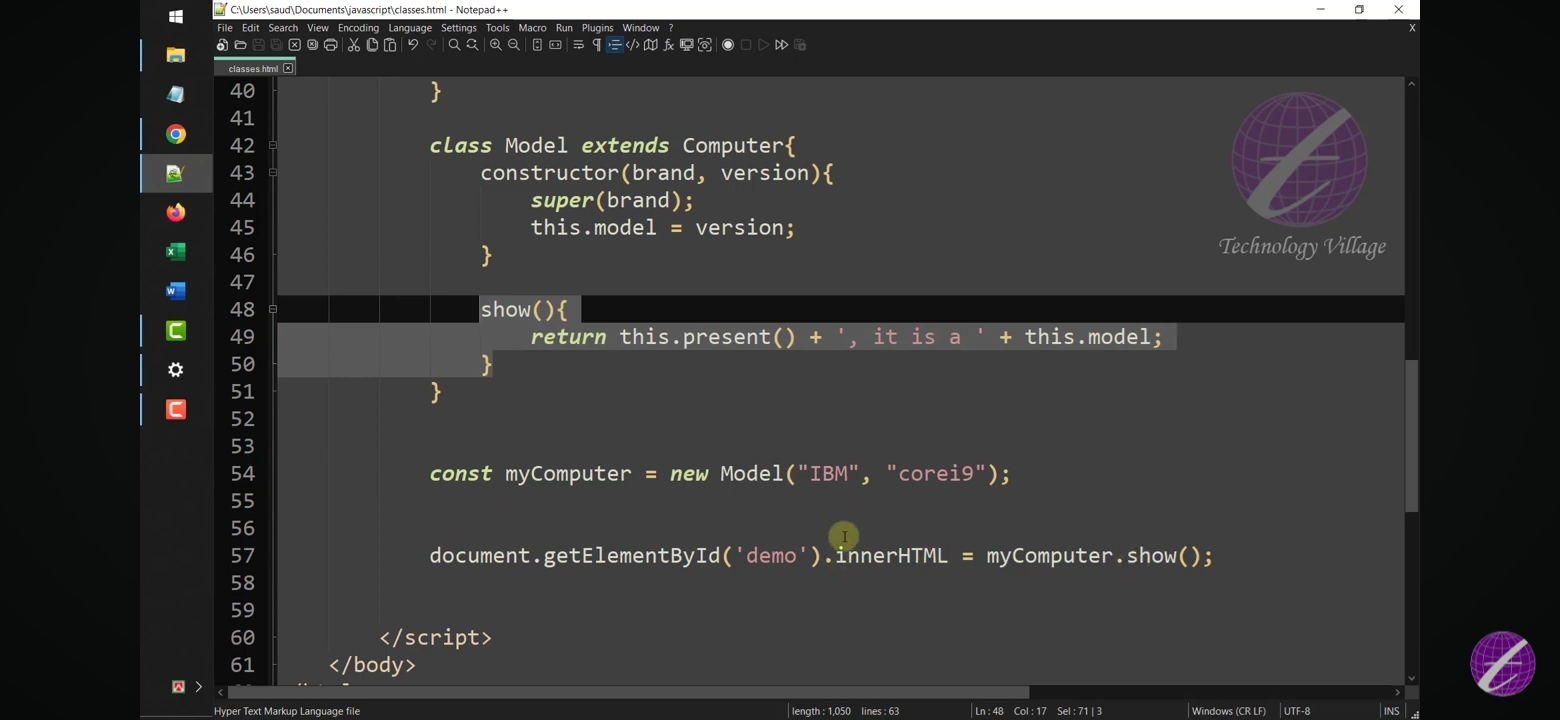 C:\Users\saud\Documents\javascript\classes.html - Notepad++
File Edit Search View Encoding Language Settings Tools Macro Run Plugins Window ? X
classes.html
40 }
41
42 class Model extends Computer{
43 constructor(brand, version){
44 super(brand);
45 this.model = version;
46 }
47
48 show(){
49 return this.present() + ', it is a ' + this.model;
50 }
51 }
52
53
54 const myComputer = new Model("IBM", "corei9");
55
56
57 document.getElementById('demo').innerHTML = myComputer.show();
58
59
60 </script>
61 </body>
Technology Village
Hyper Text Markup Language file length : 1,050 lines : 63 Ln : 48 Col : 17 Sel : 71 | 3 Windows (CR LF) UTF-8 INS